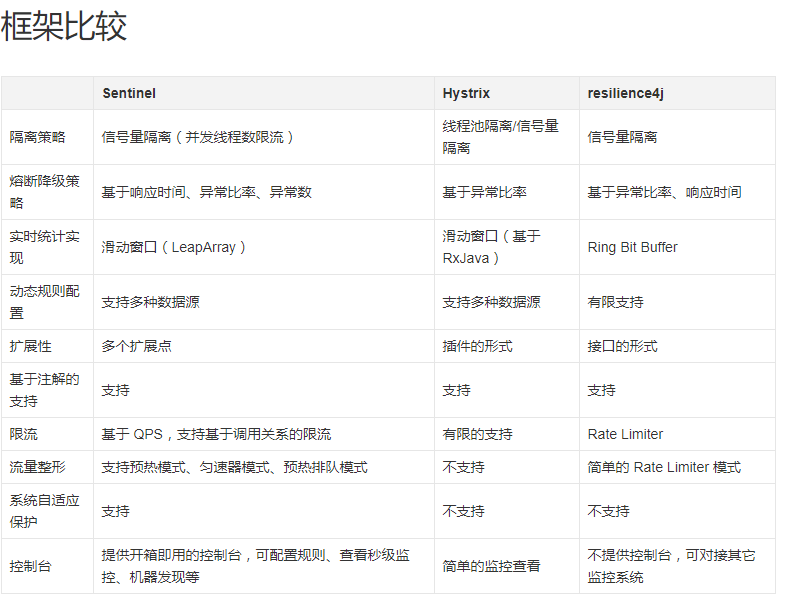 框架比较
Sentinel Hystrix resilience4j
隔离策略 信号量隔离（并发线程数限流） 线程池隔离/信号量
隔离 信号量隔离
熔断降级策
略 基于响应时间、异常比率、异常数 基于异常比率 基于异常比率、响应时间
实时统计实
现 滑动窗口（LeapArray） 滑动窗口（基于
RxJava） Ring Bit Buffer
动态规则配
置 支持多种数据源 支持多种数据源 有限支持
扩展性 多个扩展点 插件的形式 接口的形式
基于注解的
支持 支持 支持 支持
限流 基于 QPS，支持基于调用关系的限流 有限的支持 Rate Limiter
流量整形 支持预热模式、匀速器模式、预热排队模式 不支持 简单的 Rate Limiter 模式
系统自适应
保护 支持 不支持 不支持
控制台 提供开箱即用的控制台，可配置规则、查看秒级监
控、机器发现等 简单的监控查看 不提供控制台，可对接其它
监控系统